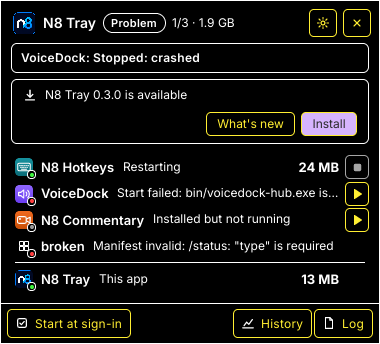 n8 N8 Tray Problem 1/3 · 1.9 GB
VoiceDock: Stopped: crashed
N8 Tray 0.3.0 is available
What's new Install
N8 Hotkeys Restarting 24 MB
VoiceDock Start failed: bin/voicedock-hub.exe is...
N8 Commentary Installed but not running
broken Manifest invalid: /status: "type" is required
n8 N8 Tray This app 13 MB
Start at sign-in History Log